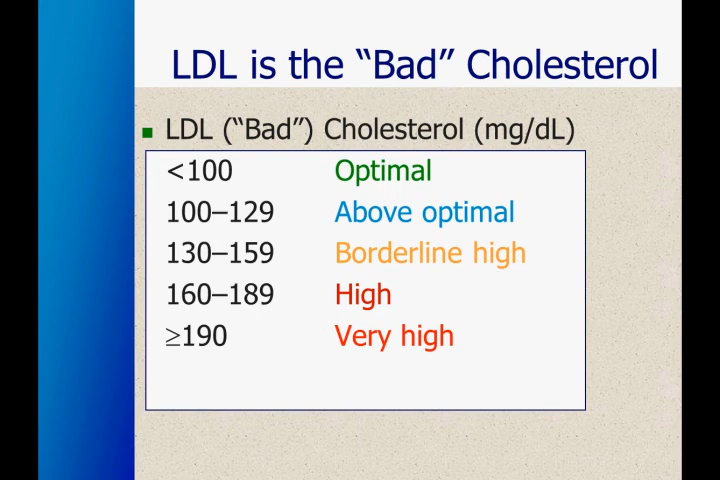 LDL is the “Bad” Cholesterol
LDL (“Bad”) Cholesterol (mg/dL)
<100 Optimal
100–129 Above optimal
130–159 Borderline high
160–189 High
≥190 Very high